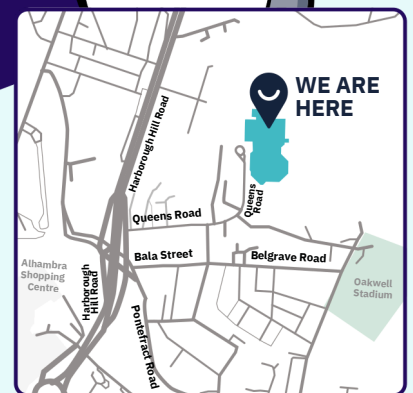 WE ARE
HERE
Harborough Hill Road
Queens
Road
Queens Road
Bala Street
Belgrave Road
Alhambra
Shopping
Centre
Harborough
Hill Road
Oakwell
Stadium
Pontefract Road